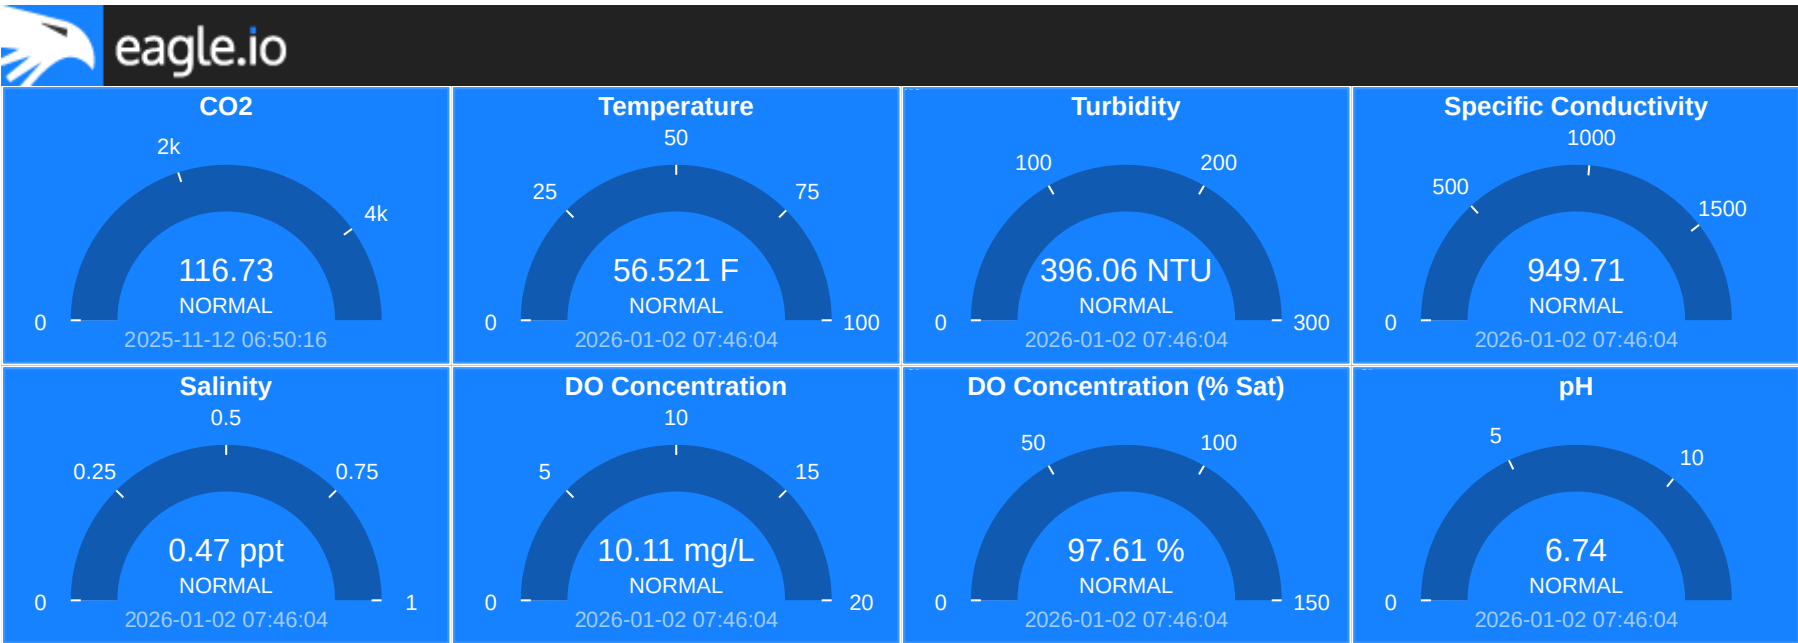 eagle.io
CO2
2k
4k
116.73
NORMAL
0
2025-11-12 06:50:16
Temperature
50
25
75
56.521 F
NORMAL
0
100
2026-01-02 07:46:04
Turbidity
100
200
396.06 NTU
NORMAL
0
300
2026-01-02 07:46:04
Specific Conductivity
1000
500
1500
949.71
NORMAL
0
2026-01-02 07:46:04
Salinity
0.5
0.25
0.75
0.47 ppt
NORMAL
0
1
2026-01-02 07:46:04
DO Concentration
10
5
15
10.11 mg/L
NORMAL
0
20
2026-01-02 07:46:04
DO Concentration (% Sat)
50
100
97.61 %
NORMAL
0
150
2026-01-02 07:46:04
pH
5
10
6.74
NORMAL
0
2026-01-02 07:46:04